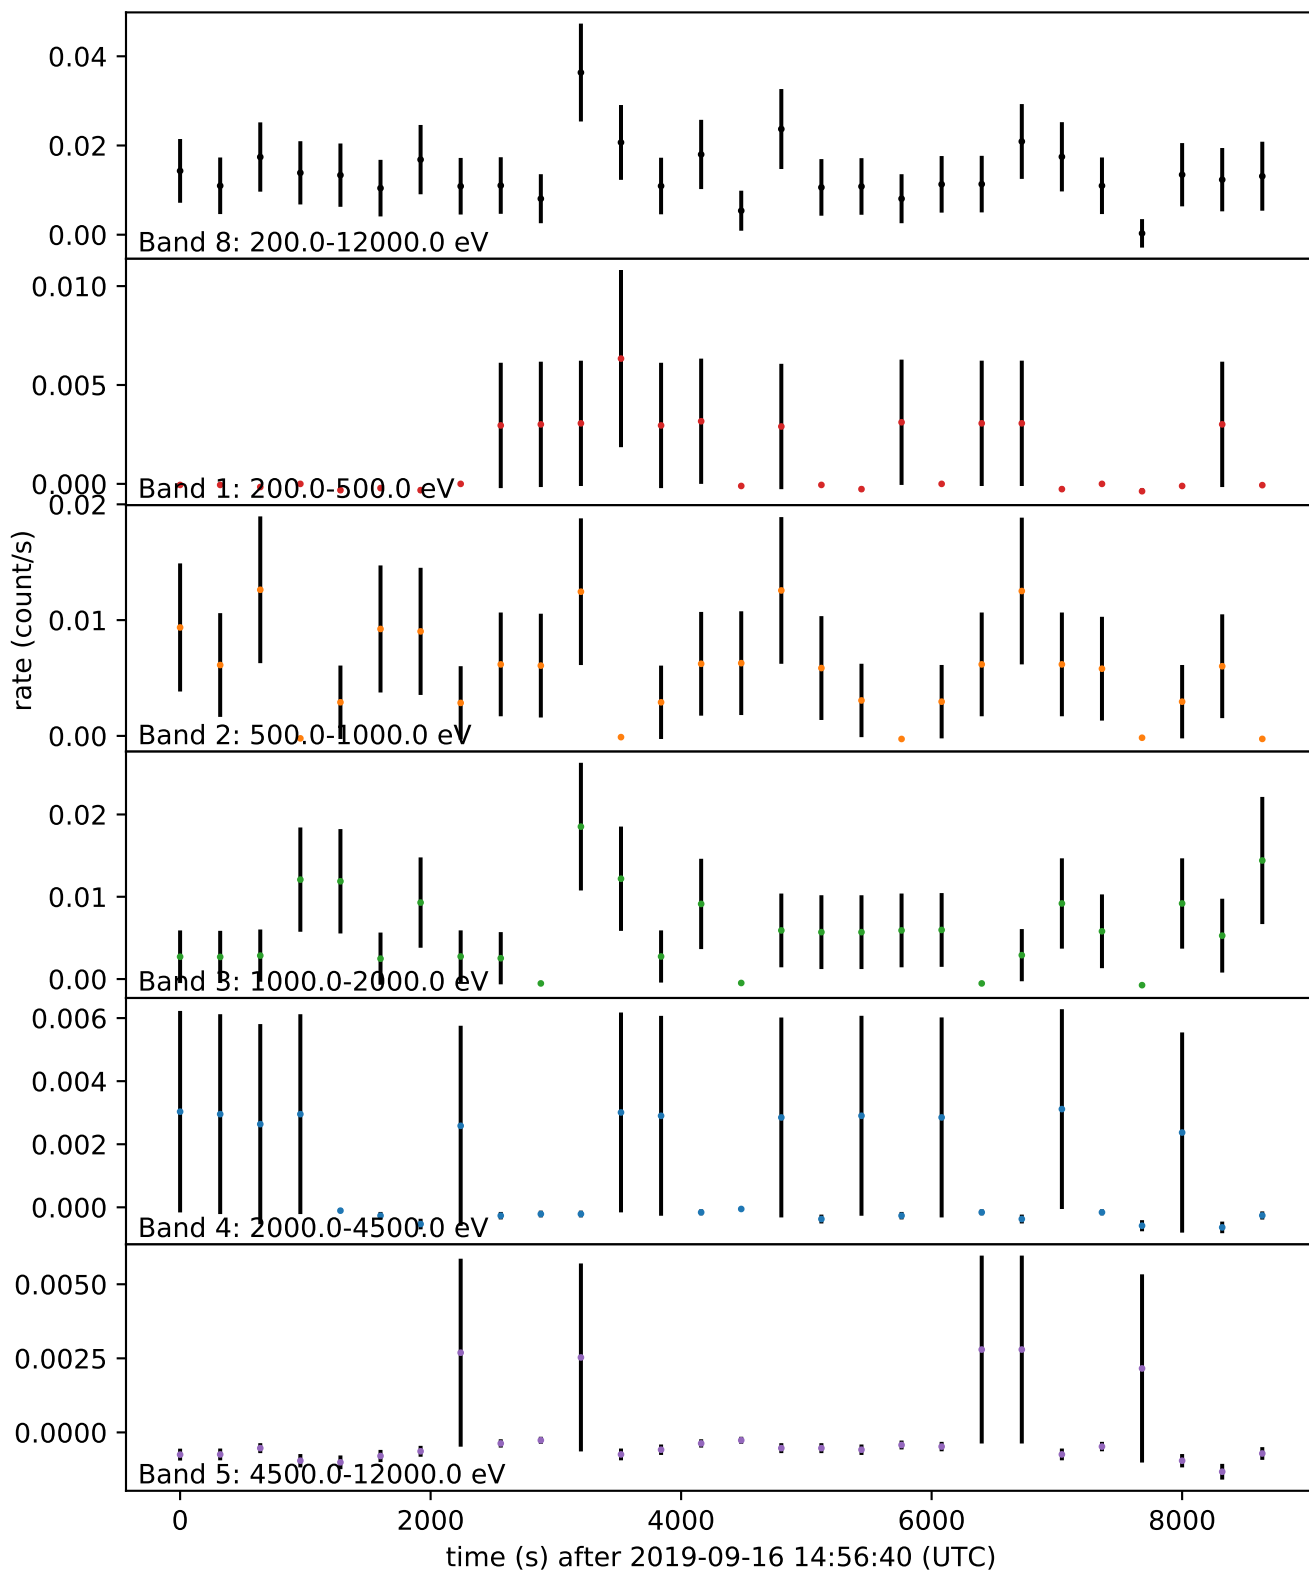 0.04
0.02
0.00
Band 8: 200.0-12000.0 eV
0.010
0.005
0.000
Band 1: 200.0-500.0 eV
0.02
0.01
0.00
Band 2: 500.0-1000.0 eV
rate (count/s)
0.02
0.01
0.00
Band 3: 1000.0-2000.0 eV
0.006
0.004
0.002
0.000
Band 4: 2000.0-4500.0 eV
0.0050
0.0025
0.0000
Band 5: 4500.0-12000.0 eV
0 2000 4000 6000 8000
time (s) after 2019-09-16 14:56:40 (UTC)